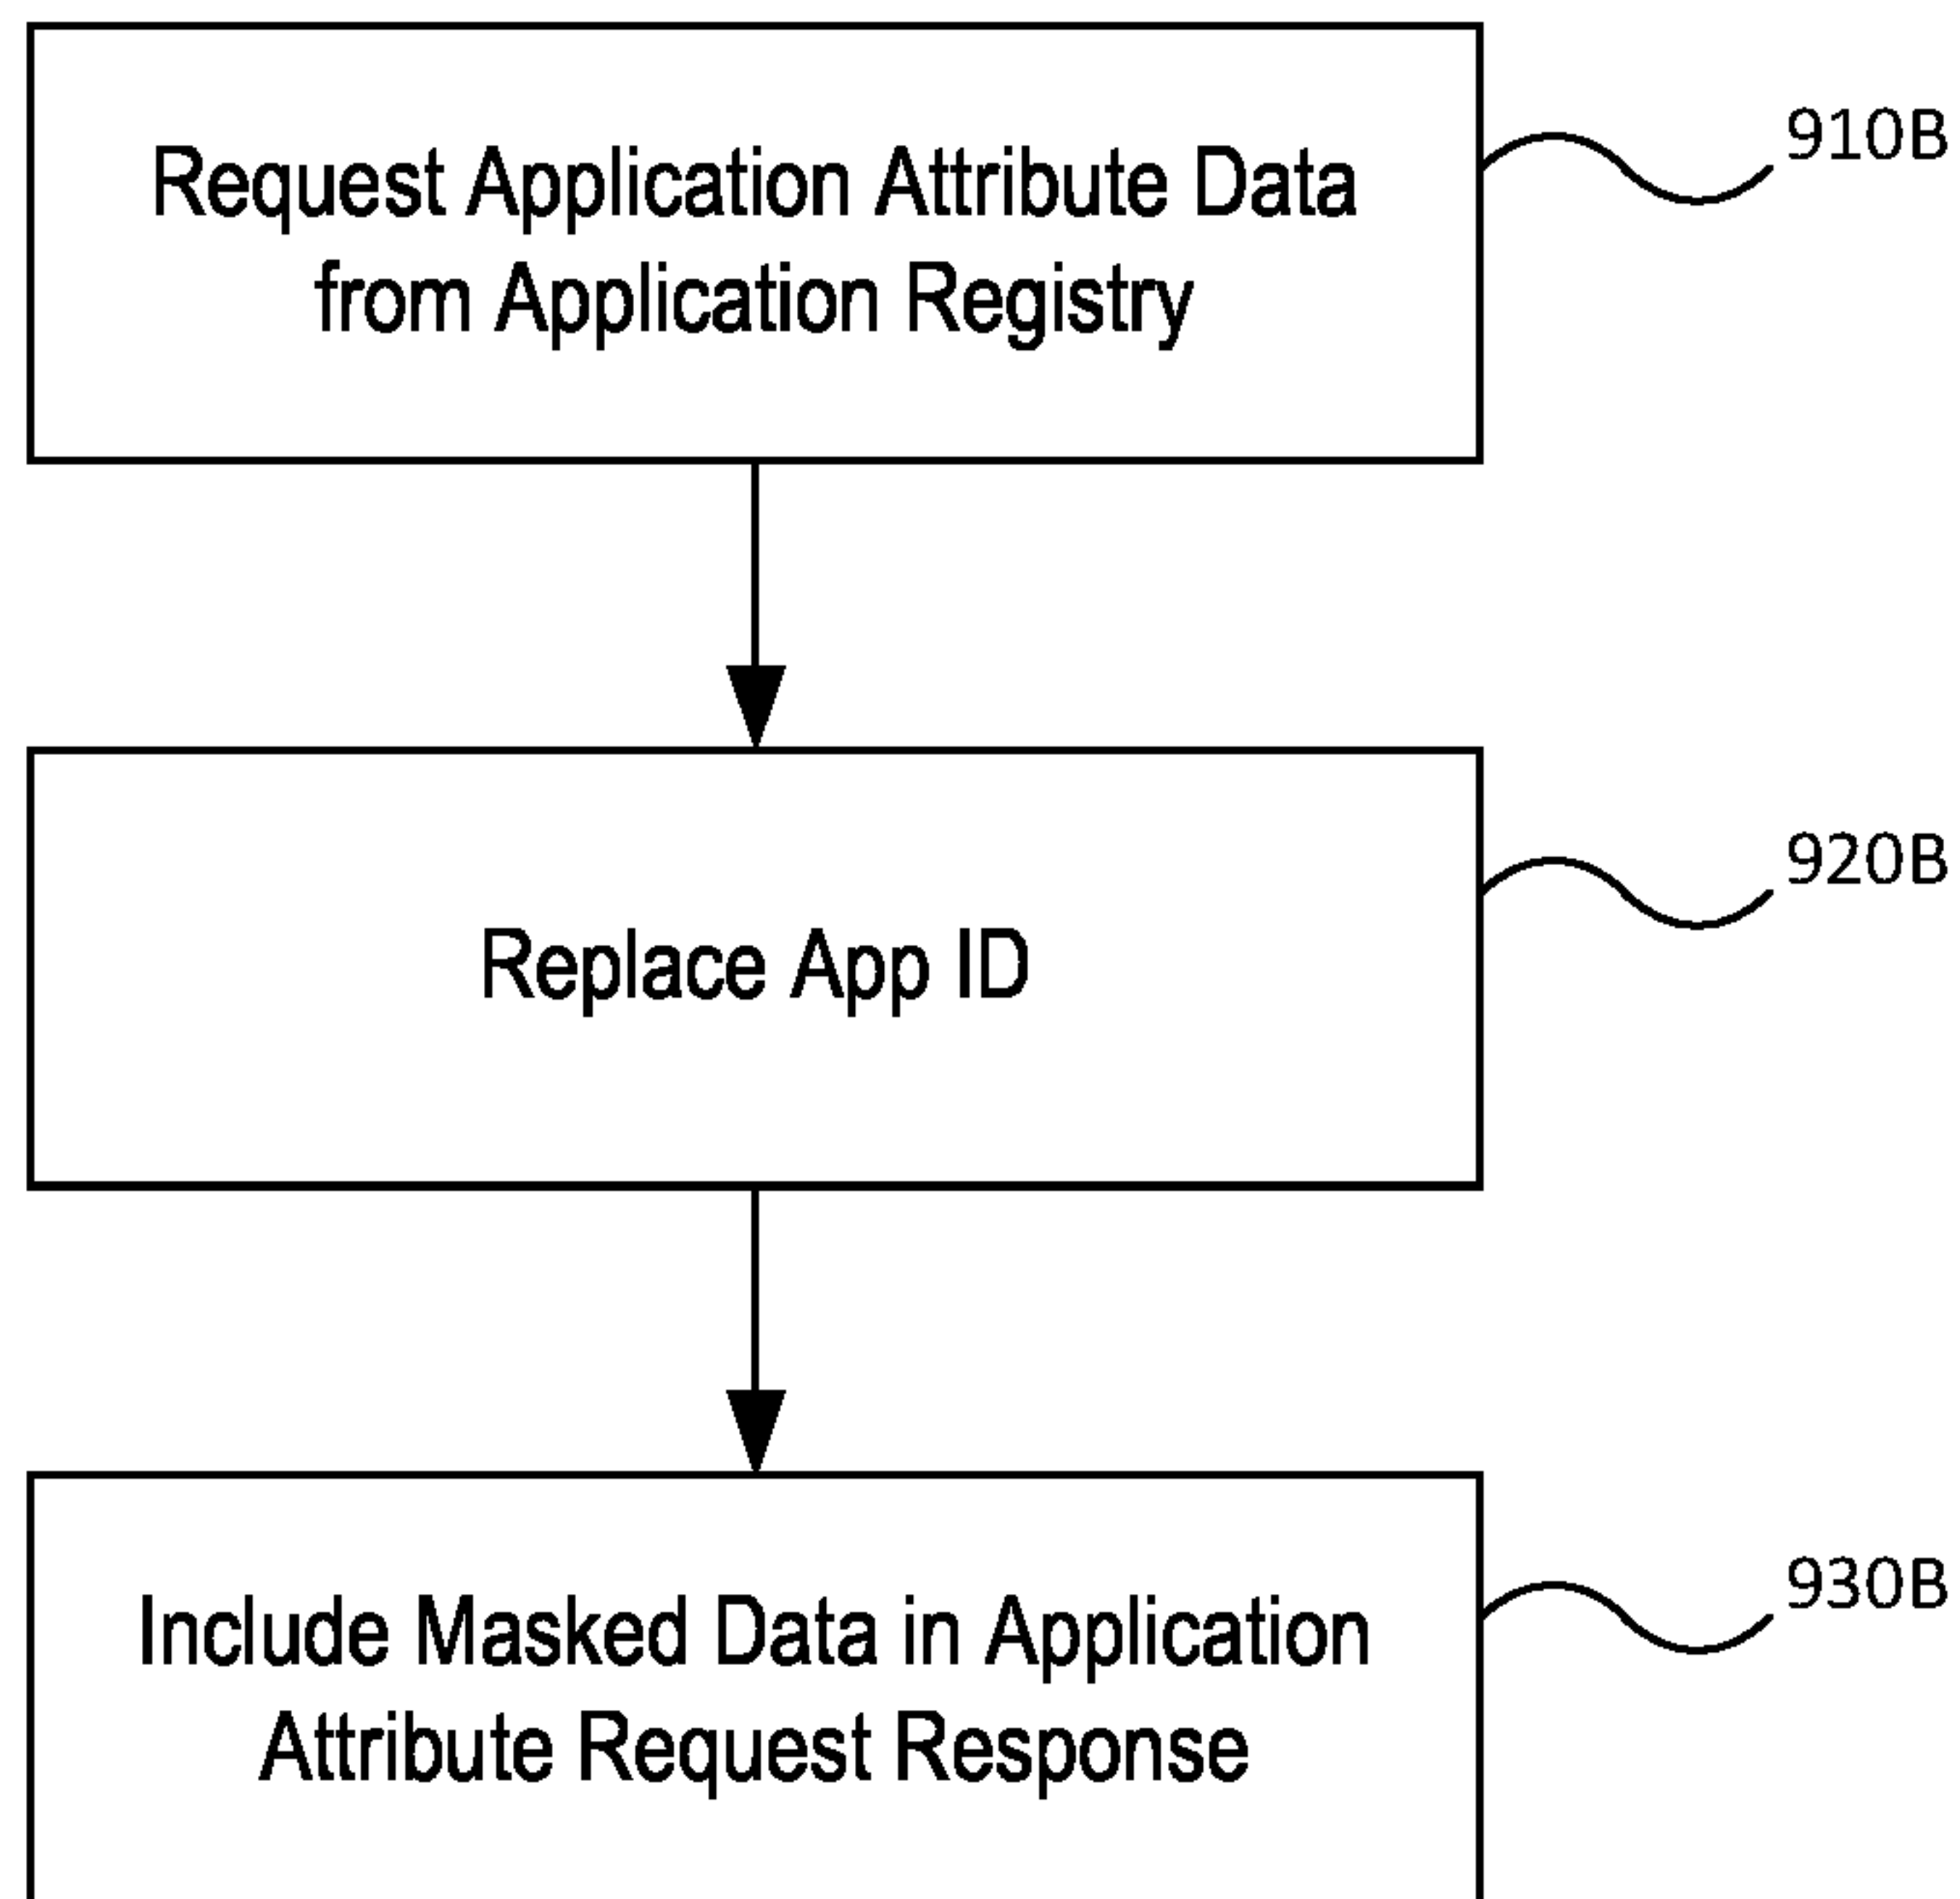 Request Application Attribute Data
from Application Registry
910B
Replace App ID
920B
Include Masked Data in Application
Attribute Request Response
930B